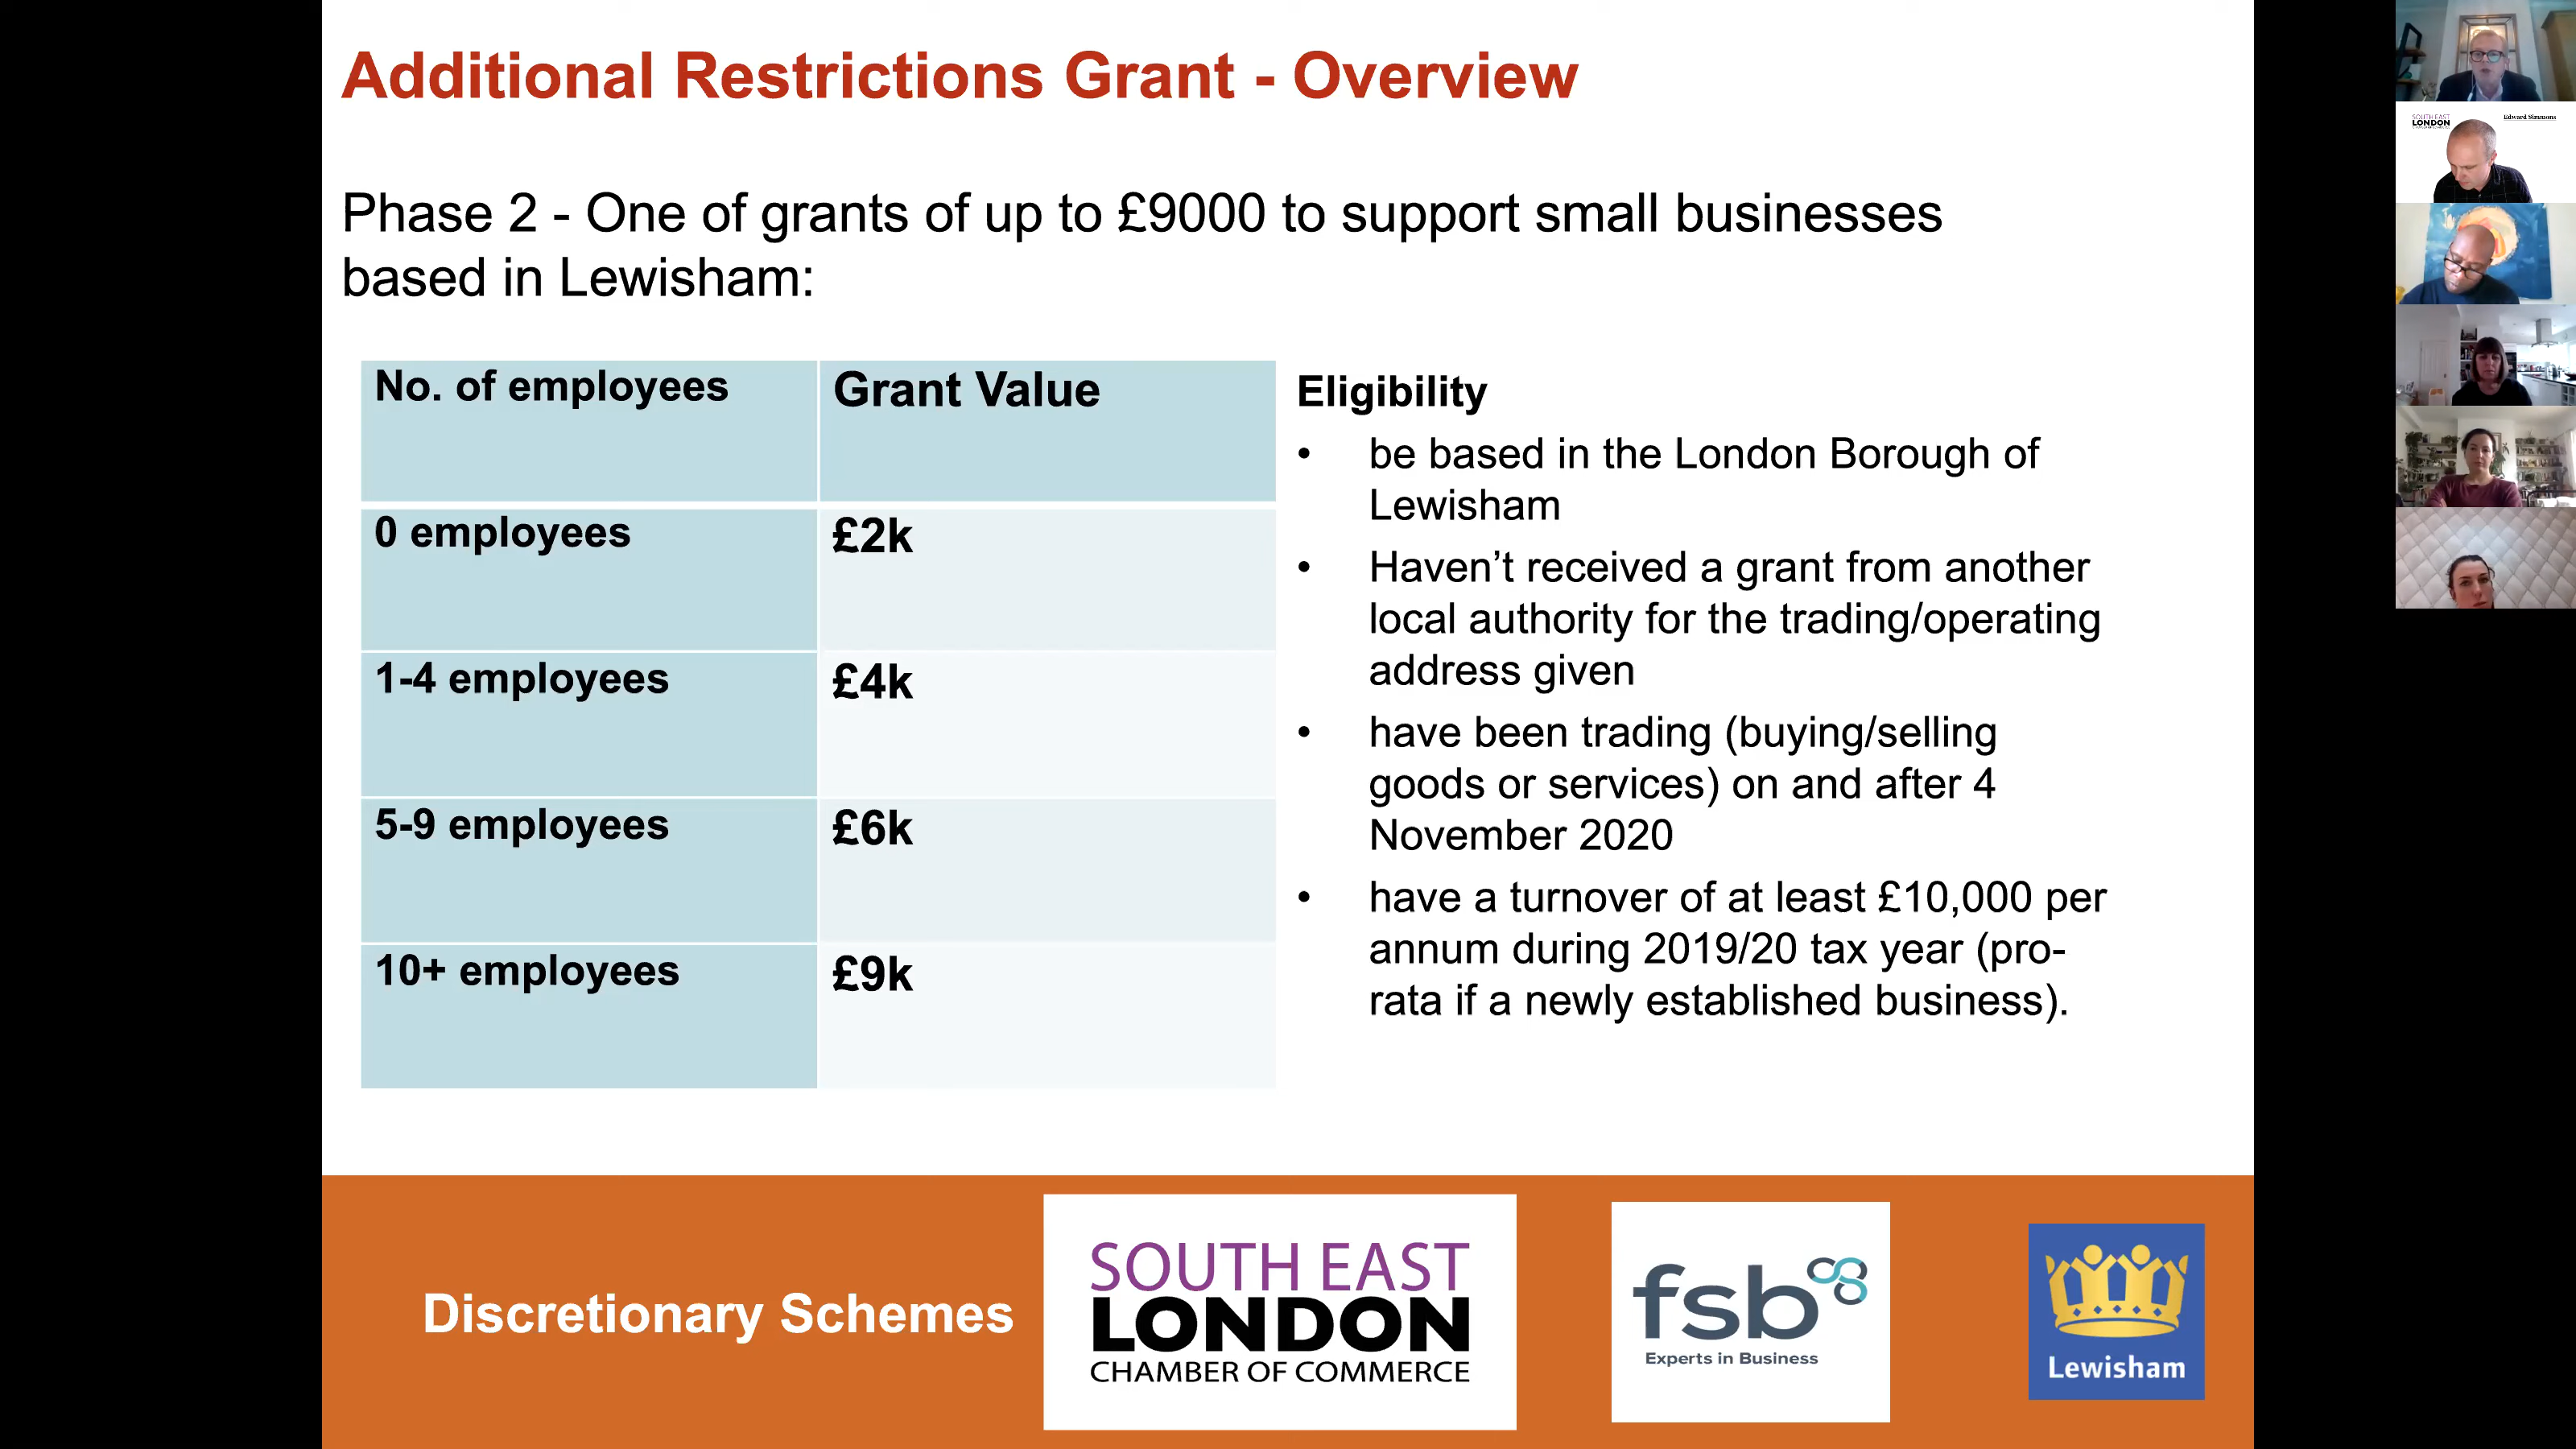 Additional Restrictions Grant - Overview
Phase 2 - One of grants of up to £9000 to support small businesses
based in Lewisham:
No. of employees
Grant Value
0 employees
£2k
1-4 employees
£4k
5-9 employees
£6k
10+ employees
£9k
Eligibility
• be based in the London Borough of
Lewisham
• Haven’t received a grant from another
local authority for the trading/operating
address given
• have been trading (buying/selling
goods or services) on and after 4
November 2020
• have a turnover of at least £10,000 per
annum during 2019/20 tax year (pro-
rata if a newly established business).
Discretionary Schemes
SOUTH EAST
LONDON
CHAMBER OF COMMERCE
fsb
Experts in Business
Lewisham
SOUTH EAST
LONDON
Edward Simmons